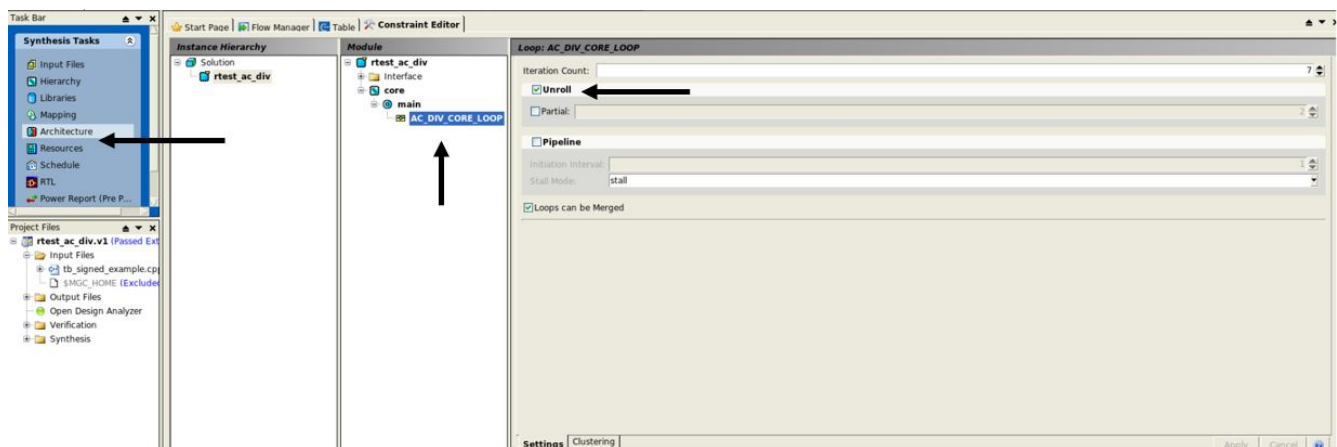 Task Bar
Synthesis Tasks
Input Files
Hierarchy
Libraries
Mapping
Architecture
Resources
Schedule
RTL
Power Report (Pre P...
Project Files
rtest_ac_div.v1 (Passed Ext
Input Files
tb_signed_example.cpp
$MGC_HOME (Excluded
Output Files
Open Design Analyzer
Verification
Synthesis
Start Page Flow Manager Table Constraint Editor
Instance Hierarchy
Solution
rtest_ac_div
Module
rtest_ac_div
Interface
core
main
AC_DIV_CORE_LOOP
Loop: AC_DIV_CORE_LOOP
Iteration Count: 7
Unroll
Partial: 2
Pipeline
Initiation Interval: 1
Stall Mode: stall
Loops can be Merged
Settings Clustering
Apply Cancel